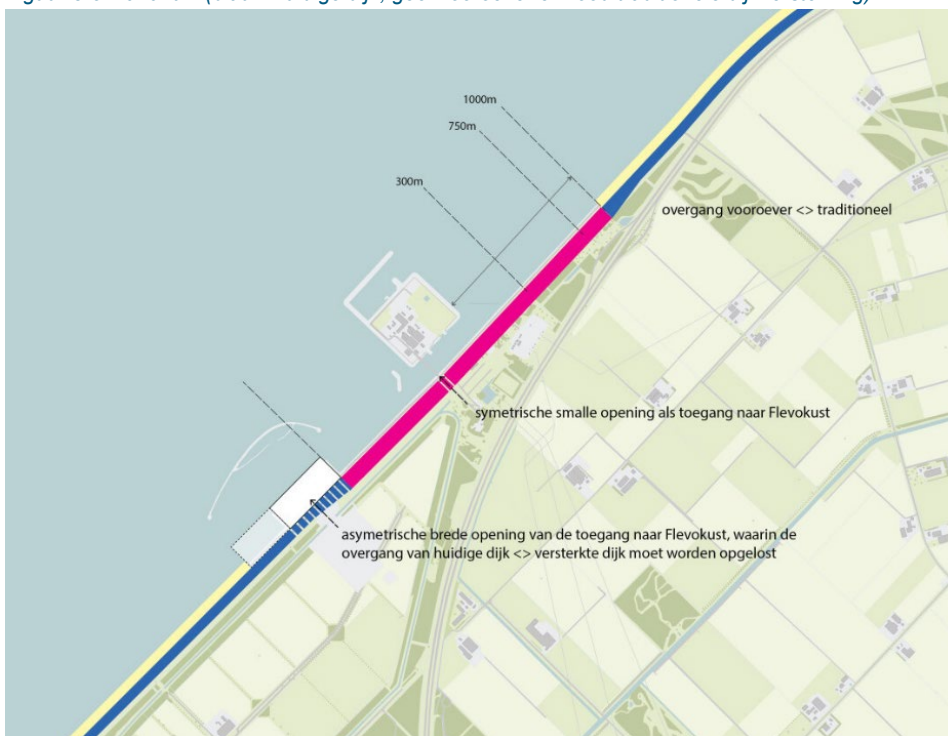 1000m
750m
300m
overgang vooroever <> traditioneel
symetrische smalle opening als toegang naar Flevokust
asymetrische brede opening van de toegang naar Flevokust, waarin de
overgang van huidige dijk <> versterkte dijk moet worden opgelost